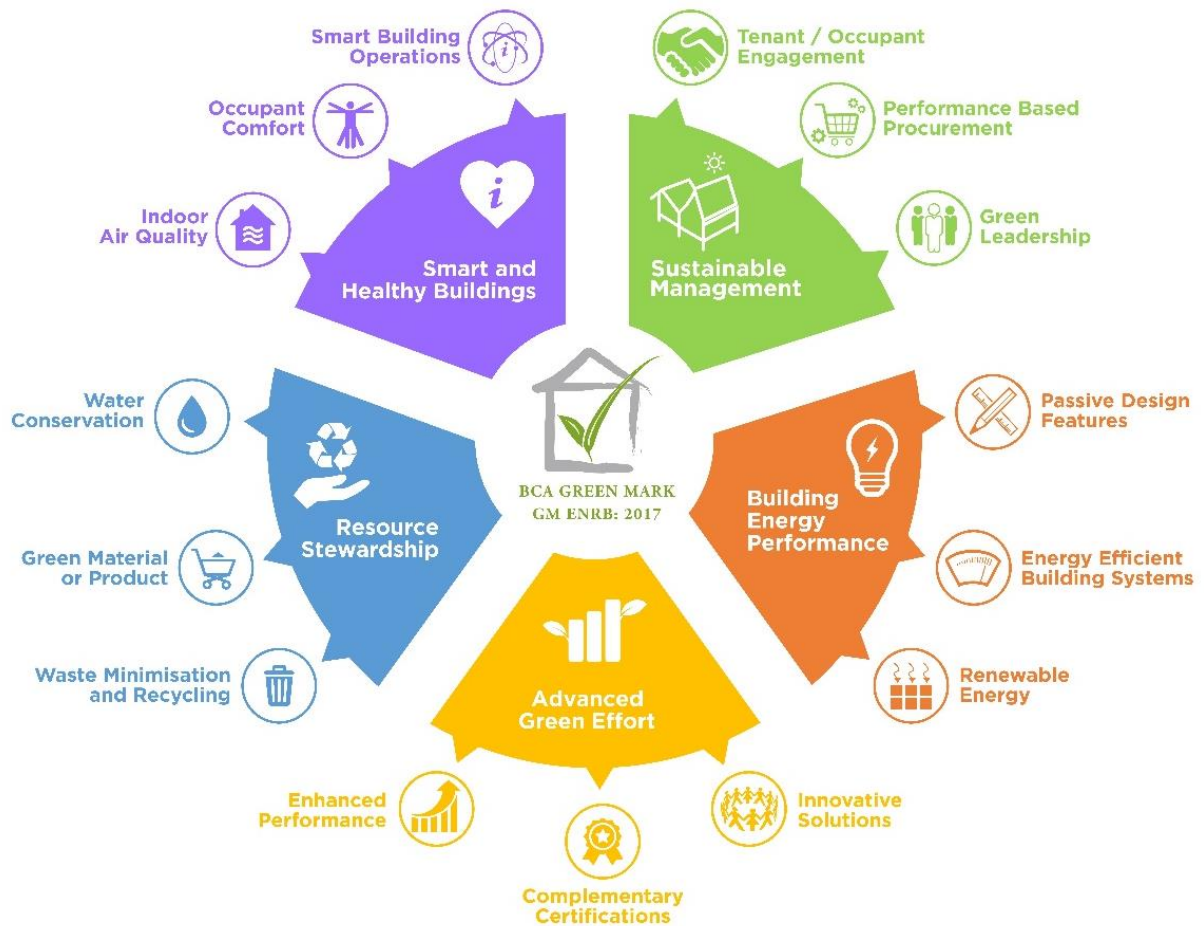 Smart Building
Operations
Occupant
Comfort
Indoor
Air Quality
i
i
Smart and
Healthy Buildings
Tenant / Occupant
Engagement
Performance Based
Procurement
Green
Leadership
Sustainable
Management
Water
Conservation
Green Material
or Product
Waste Minimisation
and Recycling
Resource
Stewardship
BCA GREEN MARK
GM ENRB: 2017
Passive Design
Features
Energy Efficient
Building Systems
Renewable
Energy
Building
Energy
Performance
Advanced
Green Effort
Enhanced
Performance
Complementary
Certifications
Innovative
Solutions